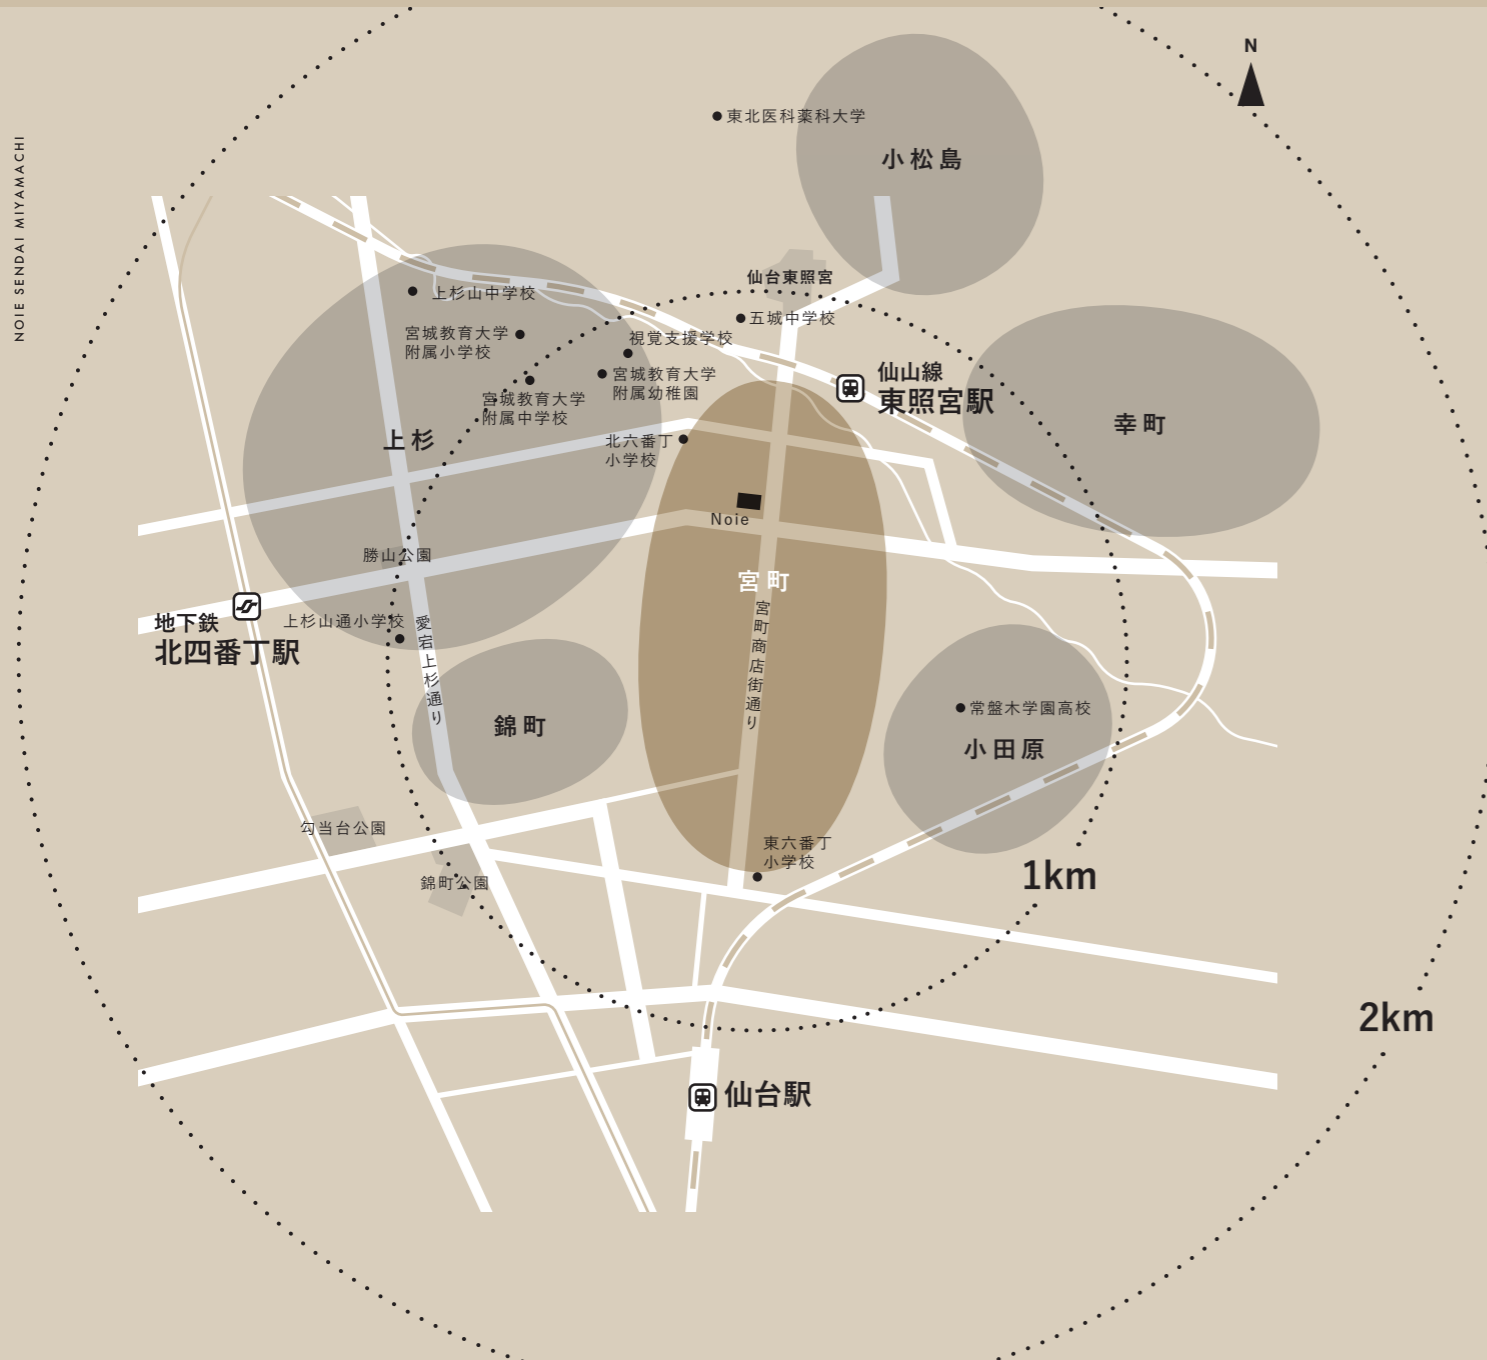 N
NOIE SENDAI MIYAMACHI
東北医科薬科大学
小松島
仙台東照宮
上杉山中学校
五城中学校
宮城教育大学
附属小学校
視覚支援学校
仙山線
東照宮駅
宮城教育大学
附属幼稚園
宮城教育大学
附属中学校
幸町
上杉
北六番丁
小学校
Noie
勝山公園
宮町
地下鉄
北四番丁駅
上杉山通小学校
愛宕上杉通り
宮町商店街通り
錦町
常盤木学園高校
小田原
勾当台公園
東六番丁
小学校
錦町公園
1km
2km
仙台駅